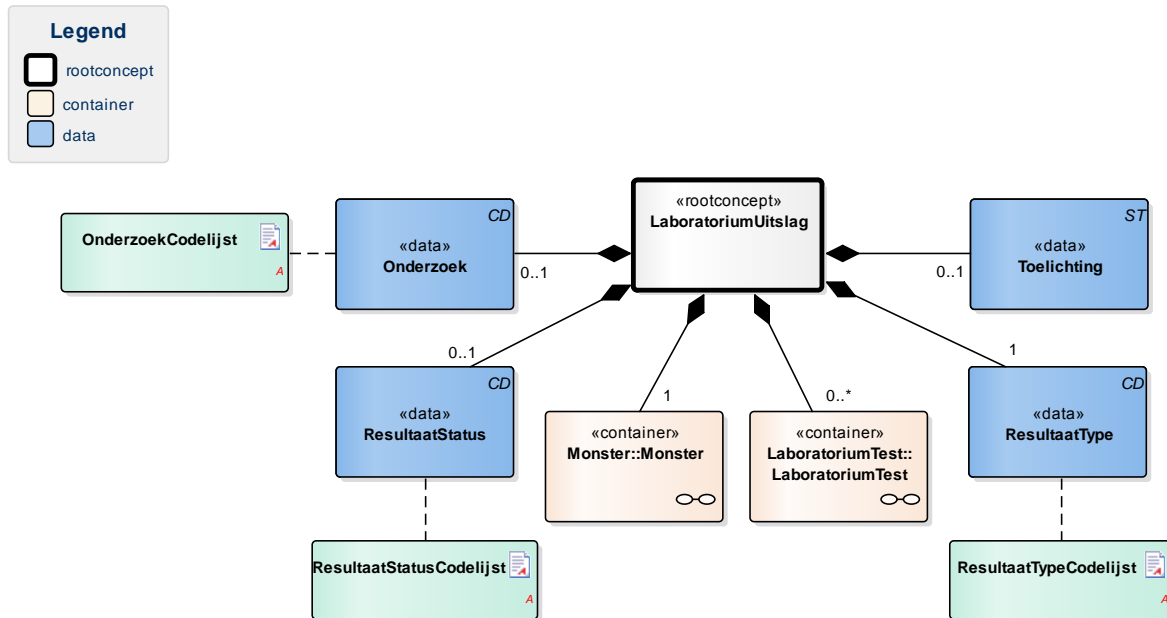 Legend
rootconcept
container
data
«rootconcept»
LaboratoriumUitslag
CD
«data»
Onderzoek
0..1
OnderzoekCodelijst
A
ST
«data»
Toelichting
0..1
0..1
1
0..*
1
CD
«data»
ResultaatStatus
«container»
Monster::Monster
«container»
LaboratoriumTest::
LaboratoriumTest
CD
«data»
ResultaatType
ResultaatStatusCodelijst
A
ResultaatTypeCodelijst
A